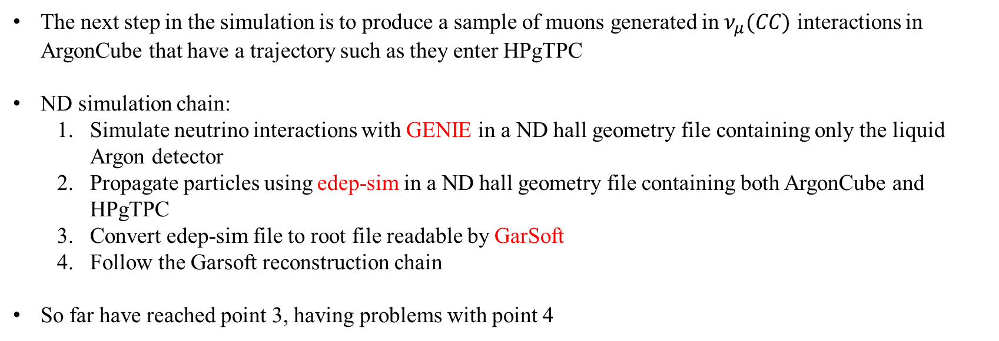 • The next step in the simulation is to produce a sample of muons generated in ν_μ(CC) interactions in
ArgonCube that have a trajectory such as they enter HPgTPC
• ND simulation chain:
1. Simulate neutrino interactions with GENIE in a ND hall geometry file containing only the liquid
Argon detector
2. Propagate particles using edep-sim in a ND hall geometry file containing both ArgonCube and
HPgTPC
3. Convert edep-sim file to root file readable by GarSoft
4. Follow the Garsoft reconstruction chain
• So far have reached point 3, having problems with point 4